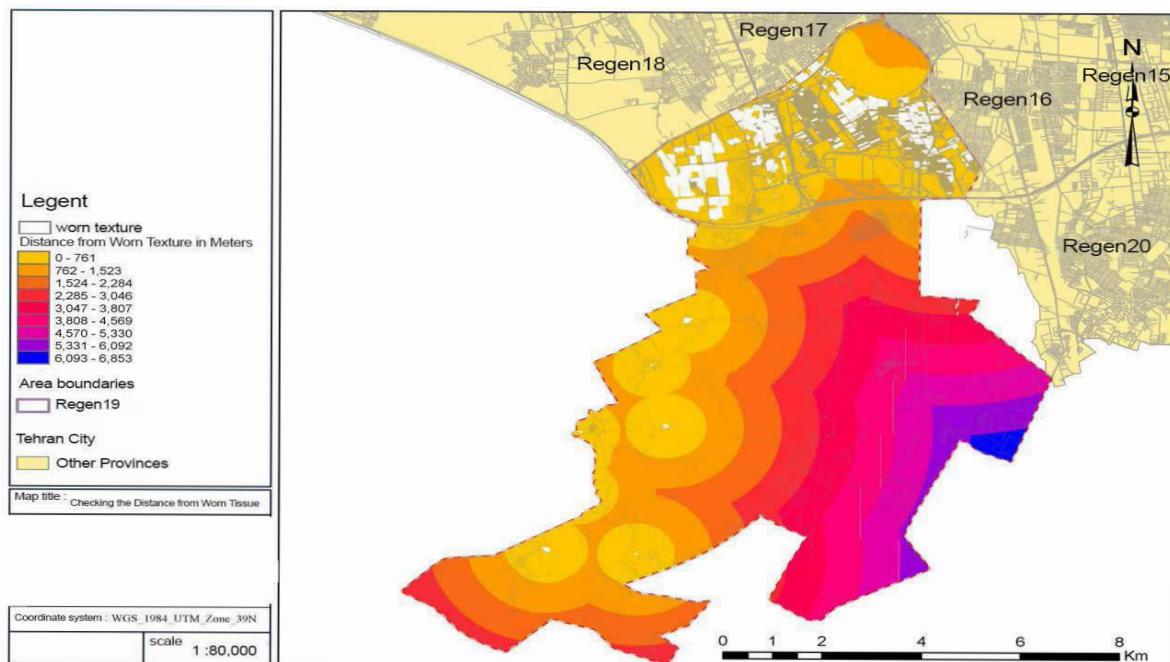 Legent
worn texture
Distance from Worn Texture in Meters
0 - 761
762 - 1,523
1,524 - 2,284
2,285 - 3,046
3,047 - 3,807
3,808 - 4,569
4,570 - 5,330
5,331 - 6,092
6,093 - 6,853
Area boundaries
Regen19
Tehran City
Other Provinces
Map title : Checking the Distance from Worn Tissue
Coordinate system : WGS_1984_UTM_Zone_39N
scale
1 :80,000
Regen17
Regen18
N
Regen15
Regen16
Regen20
0 1 2 4 6 8
Km